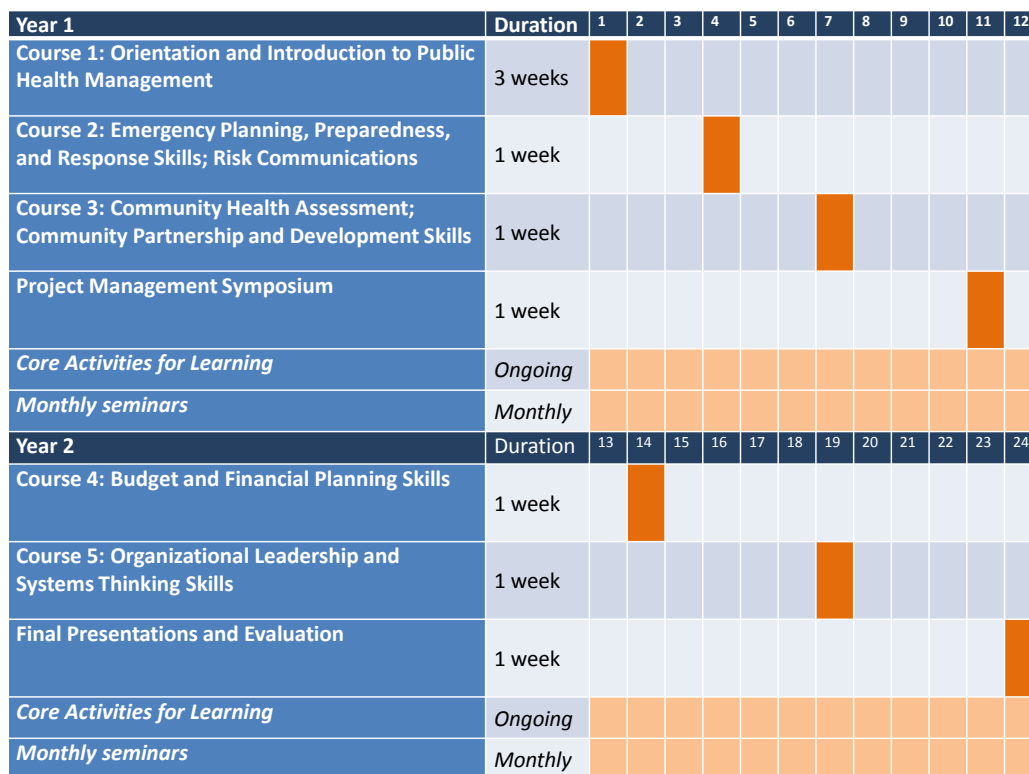 Year 1 Duration 1 2 3 4 5 6 7 8 9 10 11 12
Course 1: Orientation and Introduction to Public
Health Management
3 weeks
Course 2: Emergency Planning, Preparedness,
and Response Skills; Risk Communications
1 week
Course 3: Community Health Assessment;
Community Partnership and Development Skills
1 week
Project Management Symposium
1 week
Core Activities for Learning Ongoing
Monthly seminars Monthly
Year 2 Duration 13 14 15 16 17 18 19 20 21 22 23 24
Course 4: Budget and Financial Planning Skills
1 week
Course 5: Organizational Leadership and
Systems Thinking Skills
1 week
Final Presentations and Evaluation
1 week
Core Activities for Learning Ongoing
Monthly seminars Monthly